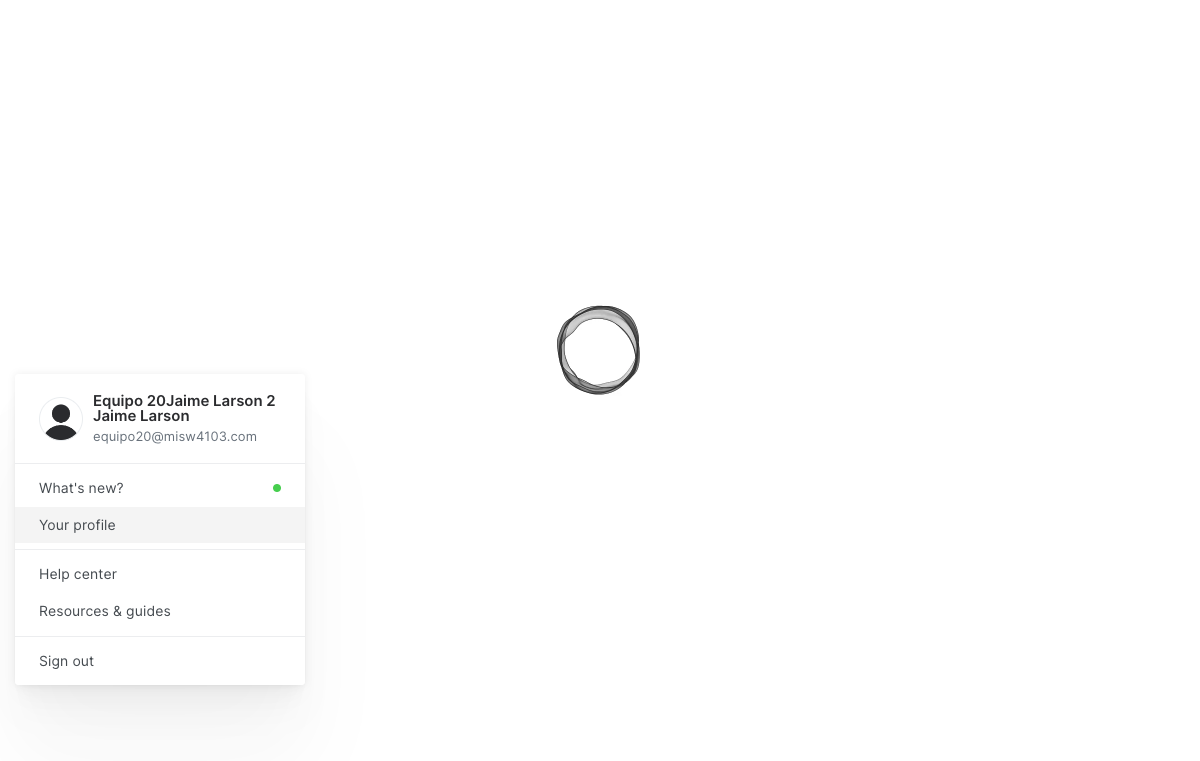 Equipo 20Jaime Larson 2
Jaime Larson
equipo20@misw4103.com
What's new?
Your profile
Help center
Resources & guides
Sign out